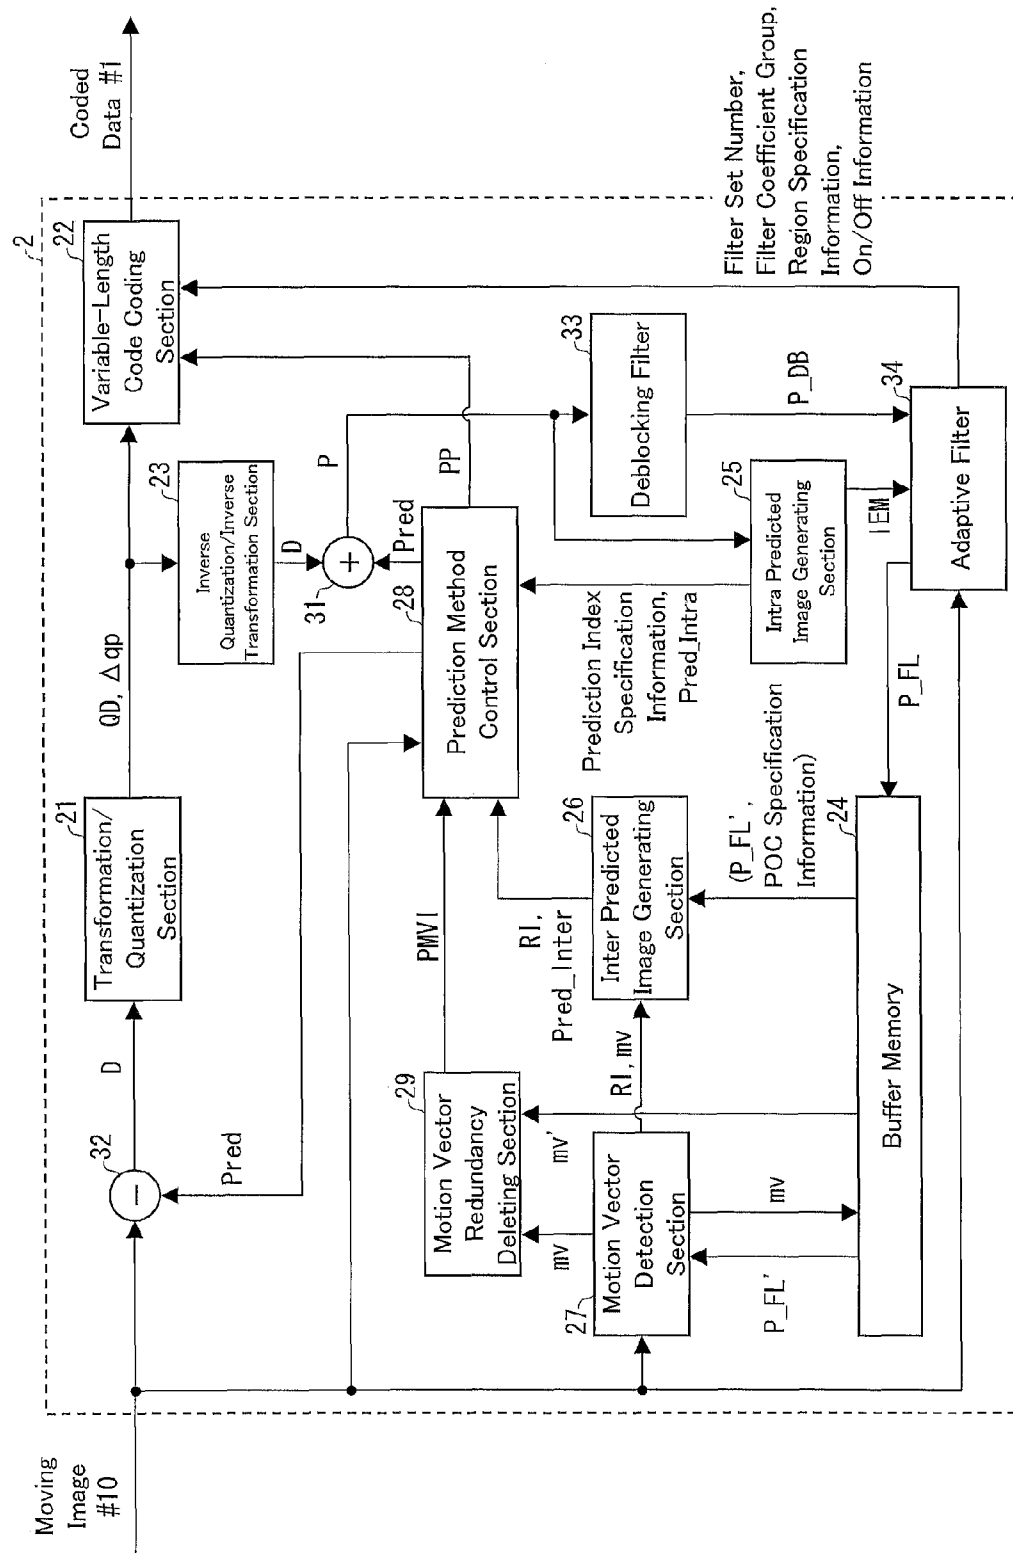 Moving
Image
#10
2
32
D
Pred
21
Transformation/
Quantization
Section
QD, Δqp
22
Variable-Length
Code Coding
Section
Coded
Data #1
23
Inverse
Quantization/Inverse
Transformation Section
D
31
P
Pred
PP
28
Prediction Method
Control Section
PMVI
29
Motion Vector
Redundancy
Deleting Section
mv
mv'
27
Motion Vector
Detection
Section
RI, mv
RI,
Pred_Inter
26
Inter Predicted
Image Generating
Section
Prediction Index
Specification
Information,
Pred_Intra
25
Intra Predicted
Image Generating
Section
33
Deblocking Filter
P_DB
IEM
34
Adaptive Filter
P_FL
(P_FL',
POC Specification
Information)
24
Buffer Memory
P_FL'
mv
Filter Set Number,
Filter Coefficient Group,
Region Specification
Information,
On/Off Information